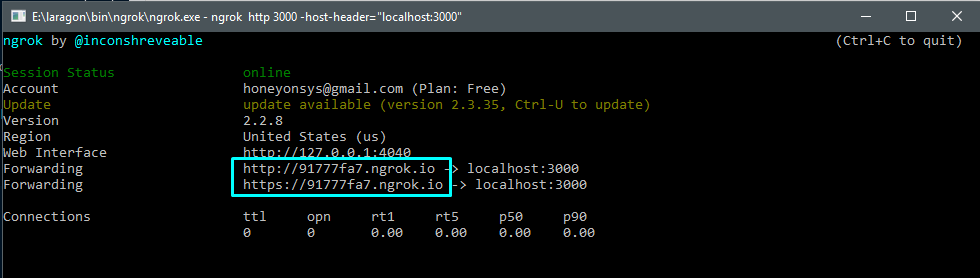 E:\laragon\bin\ngrok\ngrok.exe - ngrok  http 3000 -host-header="localhost:3000"
ngrok by @inconshreveable (Ctrl+C to quit)
Session Status online
Account honeyonsys@gmail.com (Plan: Free)
Update update available (version 2.3.35, Ctrl-U to update)
Version 2.2.8
Region United States (us)
Web Interface http://127.0.0.1:4040
Forwarding http://91777fa7.ngrok.io -> localhost:3000
Forwarding https://91777fa7.ngrok.io -> localhost:3000
Connections ttl opn rt1 rt5 p50 p90
0 0 0.00 0.00 0.00 0.00